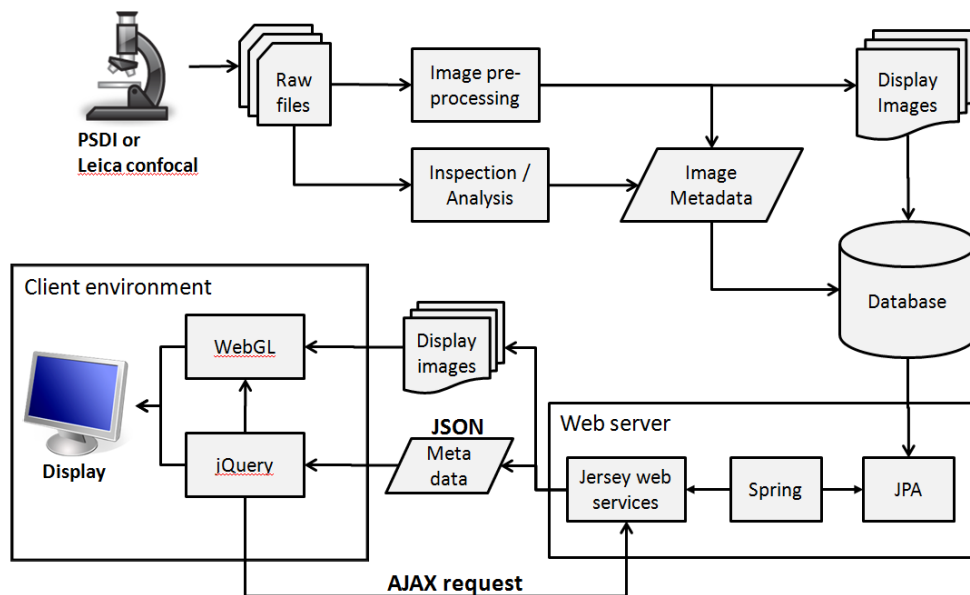 PSDI or
Leica confocal
Raw
files
Image pre-
processing
Display
Images
Inspection /
Analysis
Image
Metadata
Database
Client environment
WebGL
jQuery
Display
Display
images
JSON
Meta
data
Web server
Jersey web
services
Spring
JPA
AJAX request